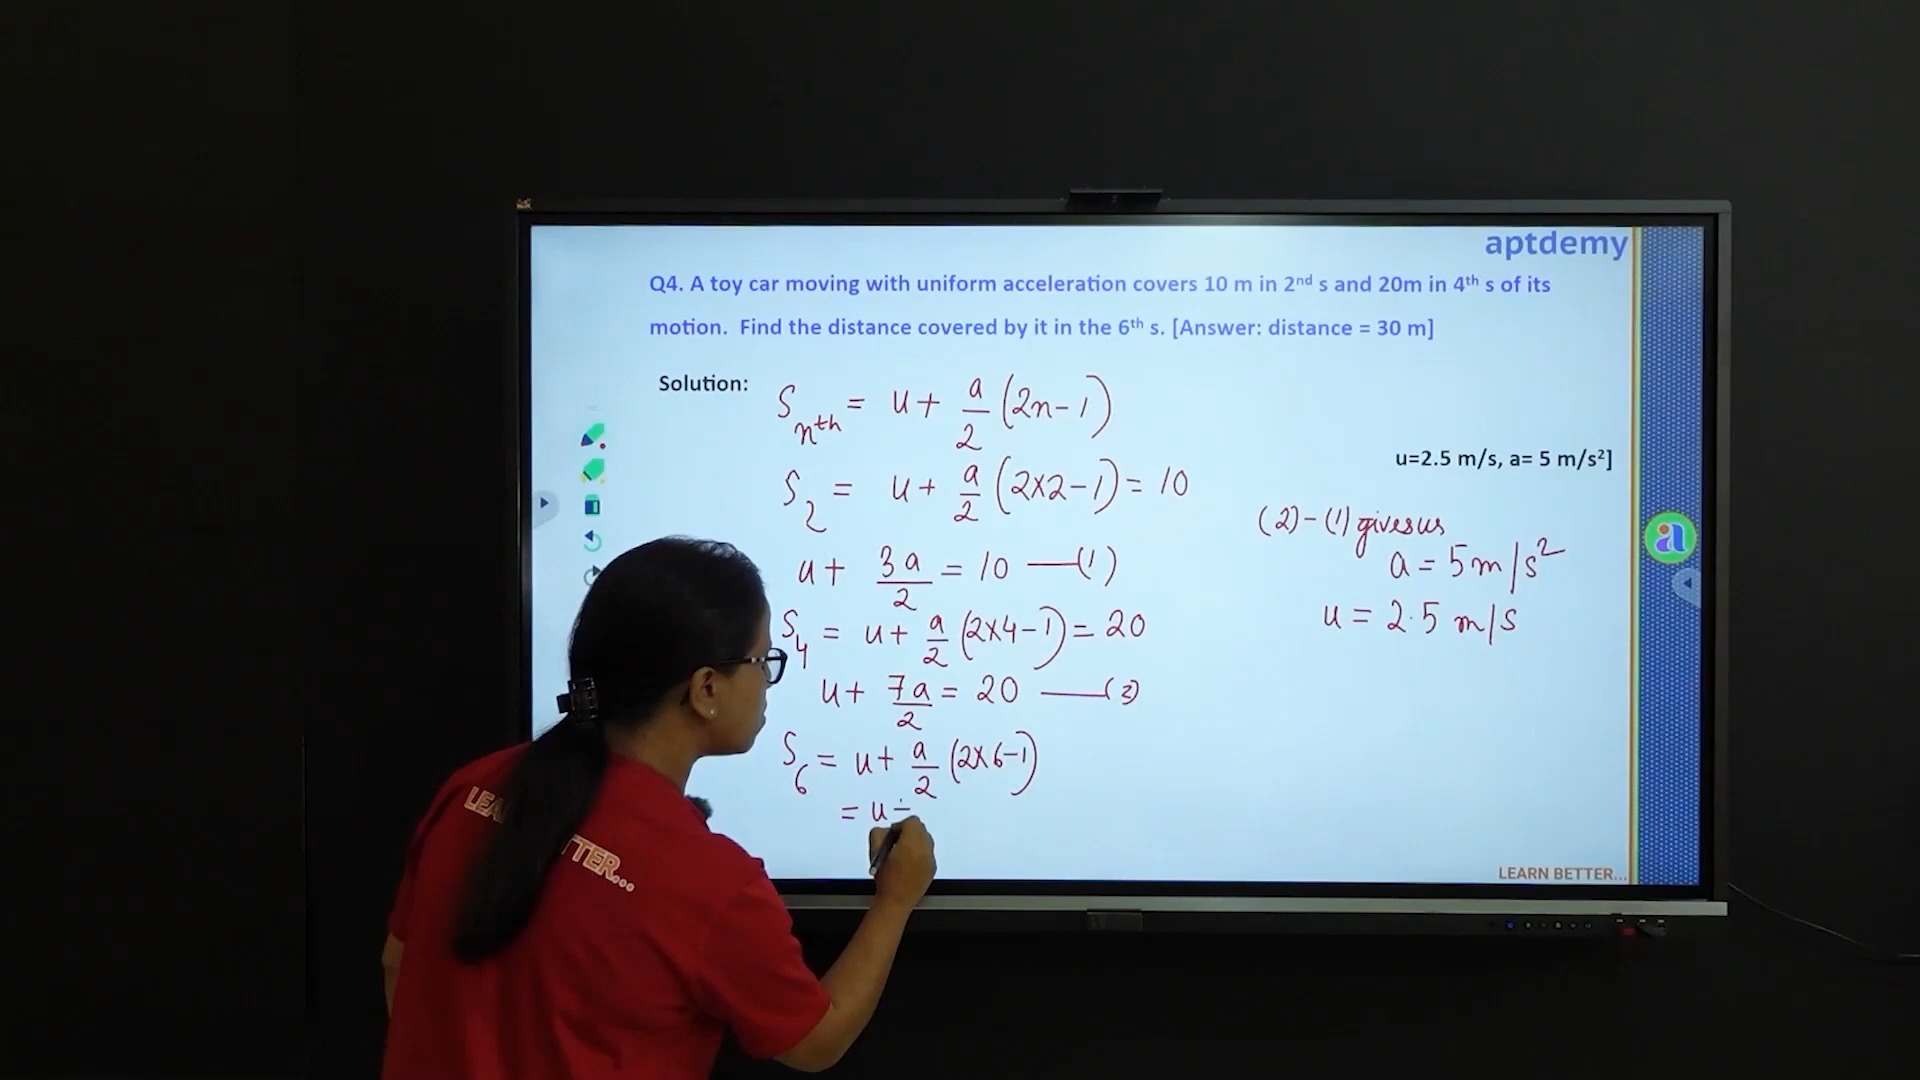 aptdemy
Q4. A toy car moving with uniform acceleration covers 10 m in 2nd s and 20m in 4th s of its
motion. Find the distance covered by it in the 6th s. [Answer: distance = 30 m]
Solution:
S nth = u + a/2 (2n-1)
S2 = u + a/2 (2×2-1) = 10
u + 3a/2 = 10 —(1)
S4 = u + a/2 (2×4-1) = 20
u + 7a/2 = 20 —(2)
S6 = u + a/2 (2×6-1)
= u
u=2.5 m/s, a= 5 m/s²]
(2)-(1) gives us
a = 5 m/s²
u = 2.5 m/s
a
LEARN BETTER...
TTER...